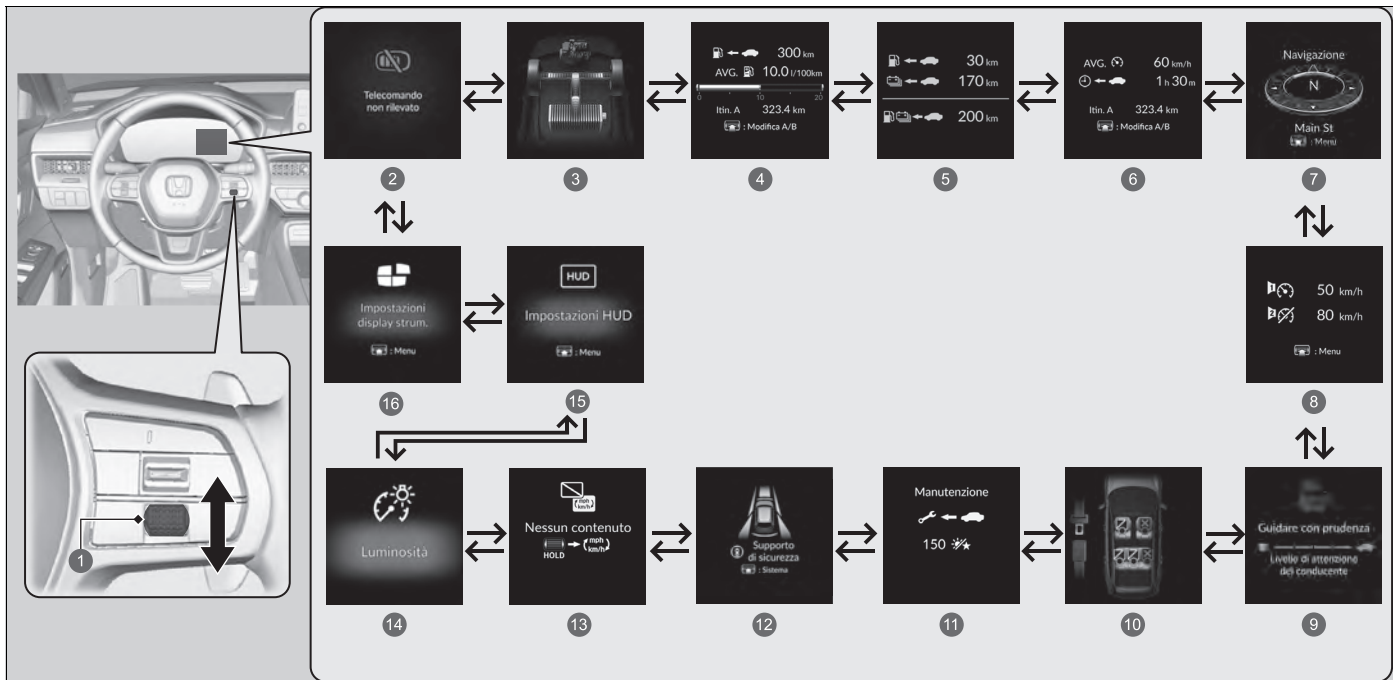 Telecomando
non rilevato
300 km
AVG. 10.0 l/100km
0 10 20
Itin. A 323.4 km
: Modifica A/B
30 km
170 km
200 km
AVG. 60 km/h
1 h 30 m
Itin. A 323.4 km
: Modifica A/B
Navigazione
N
Main St
: Menu
2
3
4
5
6
7
Impostazioni
display strum.
: Menu
HUD
Impostazioni HUD
: Menu
1 50 km/h
2 80 km/h
: Menu
16
15
8
1
Luminosità
Nessun contenuto
mph
km/h
HOLD
mph
km/h
Supporto
di sicurezza
: Sistema
Manutenzione
150
Guidare con prudenza
Livello di attenzione
del conducente
14
13
12
11
10
9